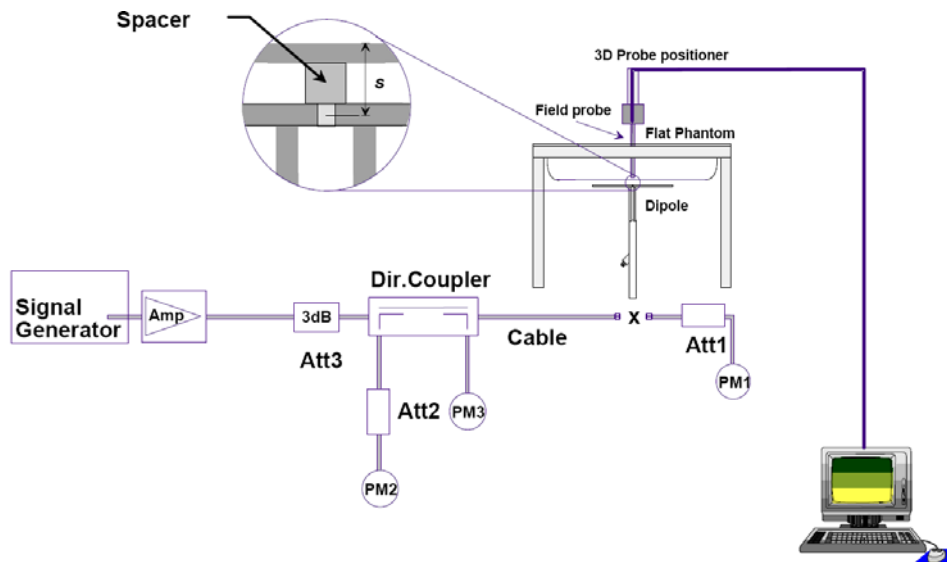 Spacer
s
3D Probe positioner
Field probe
Flat Phantom
Dipole
Signal
Generator
Amp
3dB
Att3
Dir.Coupler
Cable
x
Att1
PM1
Att2
PM3
PM2